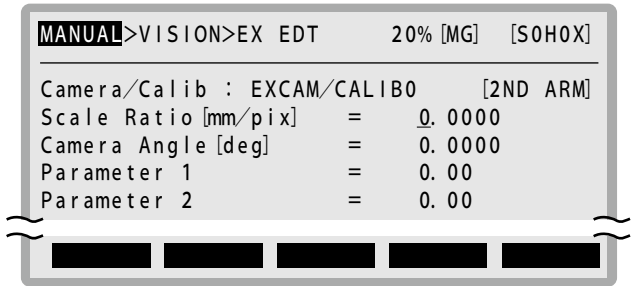 MANUAL>VISION>EX EDT 20% [MG] [S0H0X]
Camera/Calib : EXCAM/CALIB0 [2ND ARM]
Scale Ratio[mm/pix] = 0.0000
Camera Angle[deg] = 0.0000
Parameter 1 = 0.00
Parameter 2 = 0.00